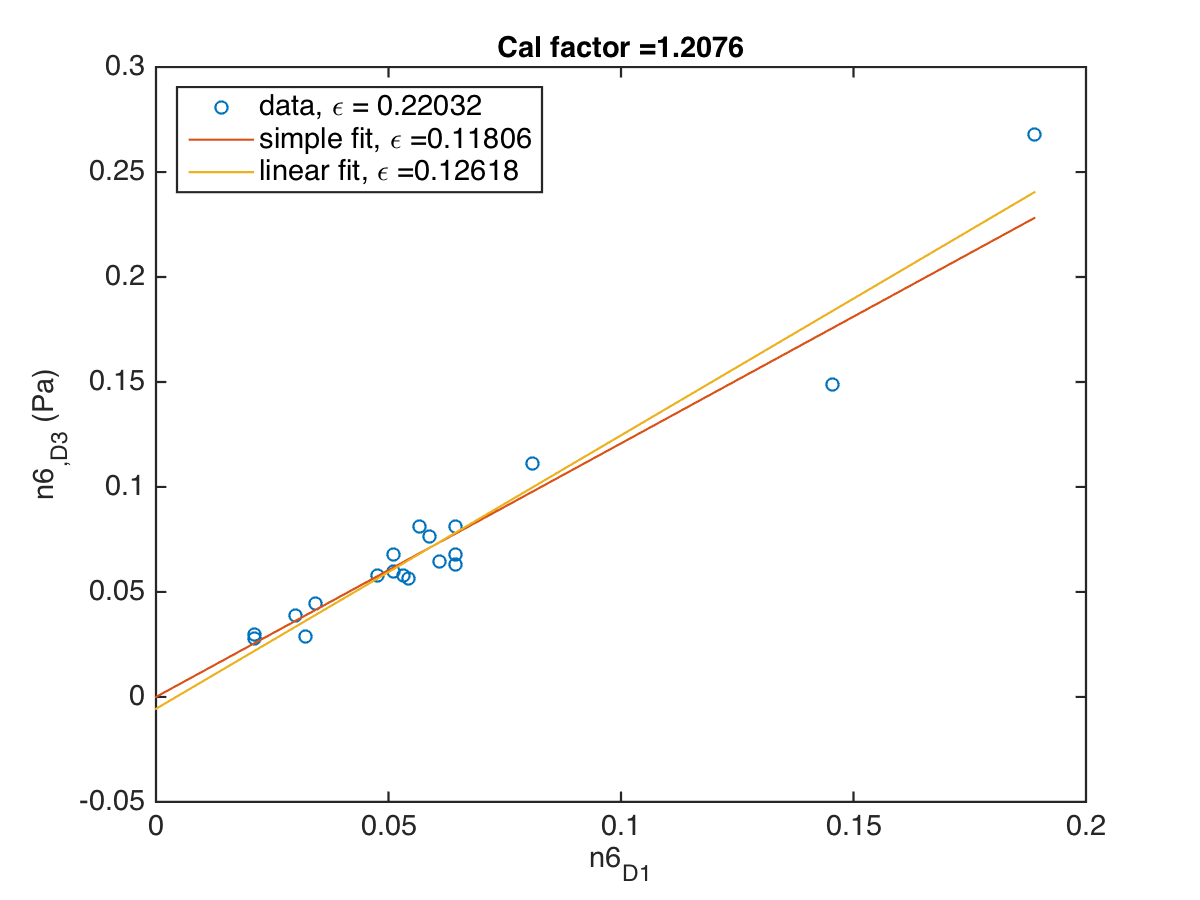 Cal factor =1.2076
0.3
0.25
0.2
0.15
0.1
0.05
0
-0.05
data, ϵ = 0.22032
simple fit, ϵ =0.11806
linear fit, ϵ =0.12618
n6,D3 (Pa)
0 0.05 0.1 0.15 0.2
n6D1